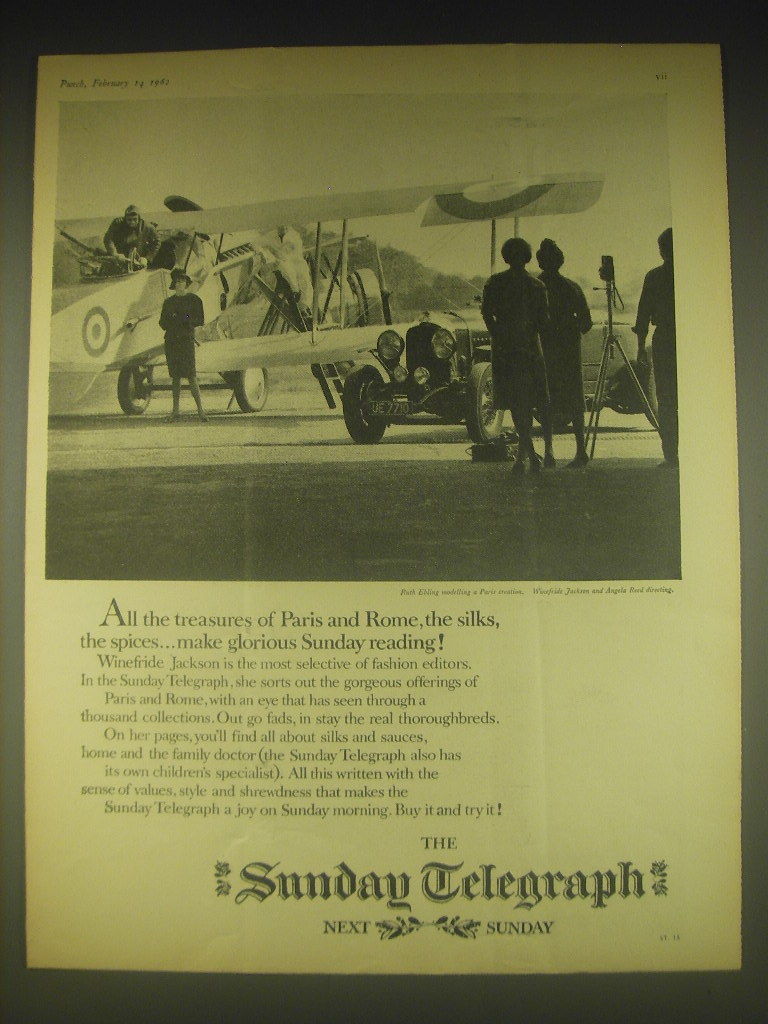 Punch, February 14 1962
vii
UE 7710
Ruth Ebling modelling a Paris creation. Winefride Jackson and Angela Reed directing.
All the treasures of Paris and Rome, the silks,
the spices...make glorious Sunday reading!
Winefride Jackson is the most selective of fashion editors.
In the Sunday Telegraph, she sorts out the gorgeous offerings of
Paris and Rome, with an eye that has seen through a
thousand collections. Out go fads, in stay the real thoroughbreds.
On her pages, you'll find all about silks and sauces,
home and the family doctor (the Sunday Telegraph also has
its own children's specialist). All this written with the
sense of values, style and shrewdness that makes the
Sunday Telegraph a joy on Sunday morning. Buy it and try it!
THE
Sunday Telegraph
NEXT SUNDAY